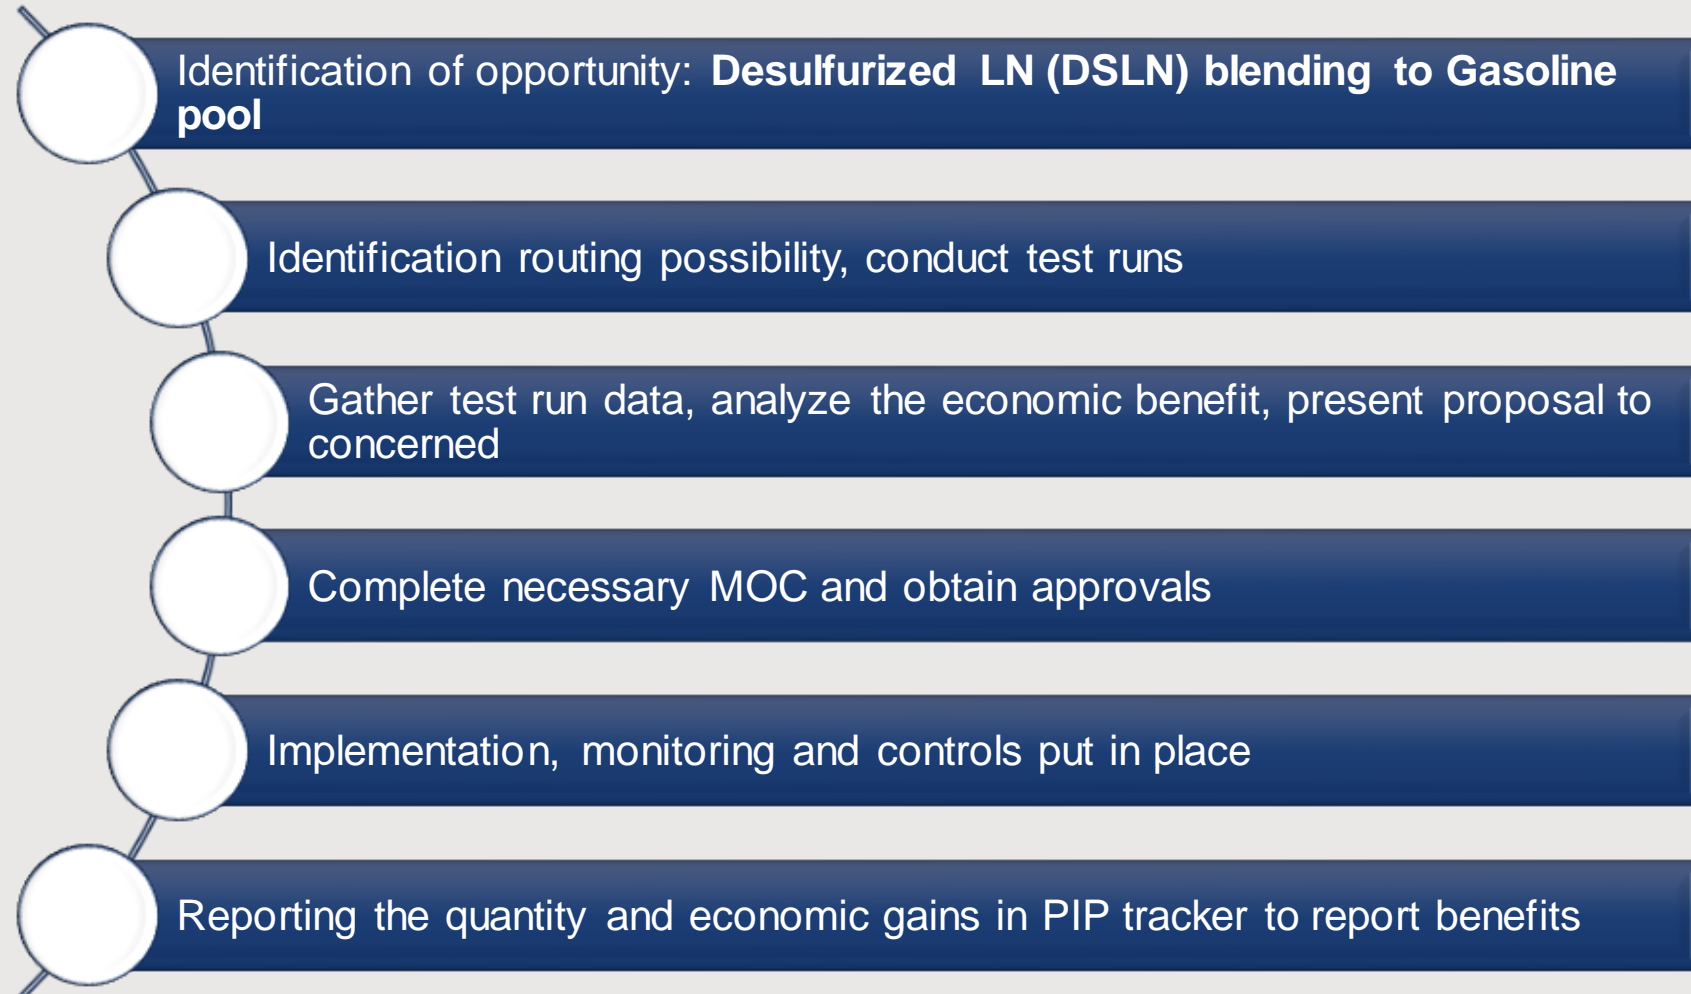 Identification of opportunity: Desulfurized LN (DSLN) blending to Gasoline
pool
Identification routing possibility, conduct test runs
Gather test run data, analyze the economic benefit, present proposal to
concerned
Complete necessary MOC and obtain approvals
Implementation, monitoring and controls put in place
Reporting the quantity and economic gains in PIP tracker to report benefits